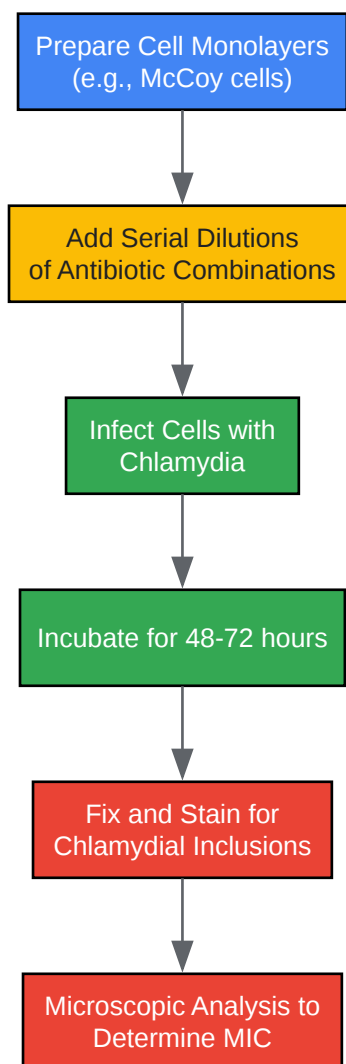 Prepare Cell Monolayers
(e.g., McCoy cells)
Add Serial Dilutions
of Antibiotic Combinations
Infect Cells with
Chlamydia
Incubate for 48-72 hours
Fix and Stain for
Chlamydial Inclusions
Microscopic Analysis to
Determine MIC